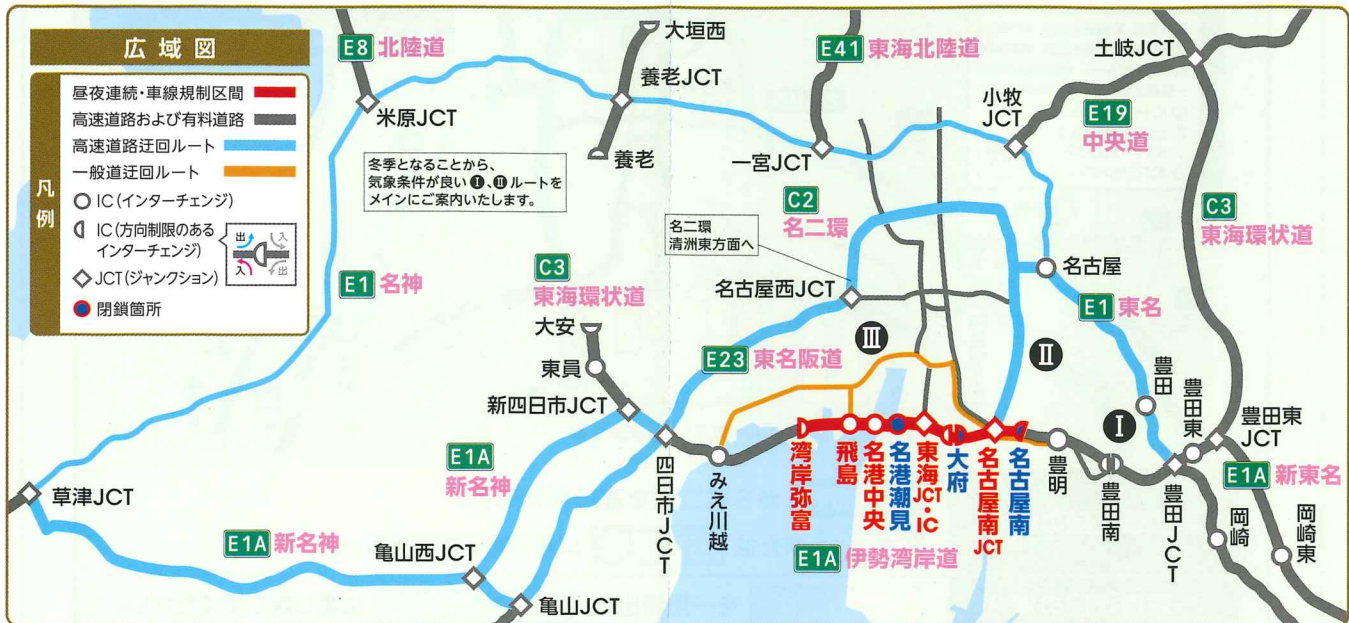 広域図
凡例
昼夜連続・車線規制区間
高速道路および有料道路
高速道路迂回ルート
一般道迂回ルート
IC(インターチェンジ)
IC(方向制限のある
インターチェンジ)
出
入
入
出
JCT(ジャンクション)
閉鎖箇所
E8 北陸道
大垣西
養老JCT
米原JCT
養老
E41 東海北陸道
一宮JCT
小牧
JCT
土岐JCT
E19
中央道
冬季となることから、
気象条件が良いⅠ、Ⅱルートを
メインにご案内いたします。
C2
名二環
名二環
清洲東方面へ
名古屋西JCT
名古屋
C3
東海環状道
E1 名神
C3
東海環状道
大安
東員
新四日市JCT
E23 東名阪道
Ⅲ
Ⅱ
E1 東名
豊田
豊田東
豊田東
JCT
Ⅰ
E1A
新名神
四日市JCT
みえ川越
湾岸弥富
飛島
名港中央
名港潮見
東海JCT・IC
大府
名古屋南JCT
名古屋南
豊明
豊田南
豊田JCT
岡崎
E1A 新東名
岡崎東
E1A 伊勢湾岸道
草津JCT
E1A 新名神
亀山西JCT
亀山JCT